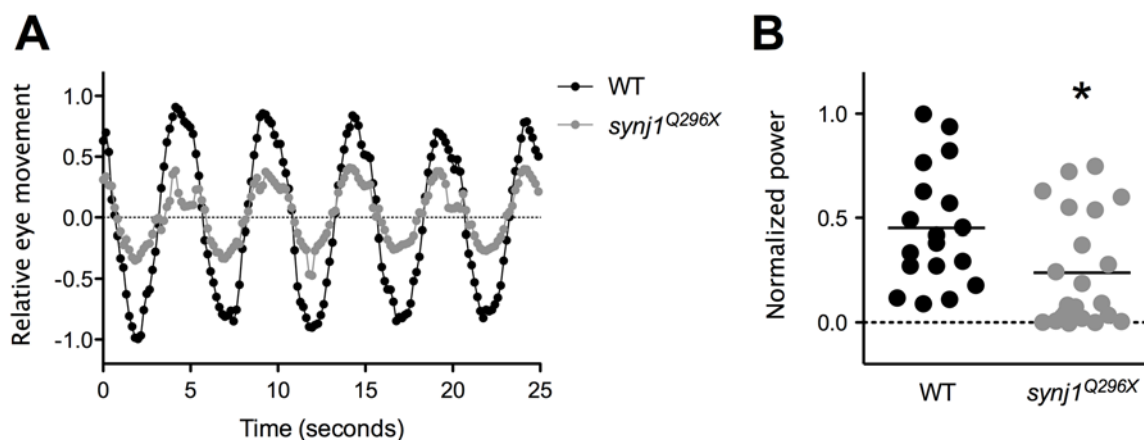 A
Relative eye movement
1.0
0.5
0.0
-0.5
-1.0
0
5
10
15
20
25
Time (seconds)
WT
synj1Q296X
B
Normalized power
1.0
0.5
0.0
*
WT
synj1Q296X